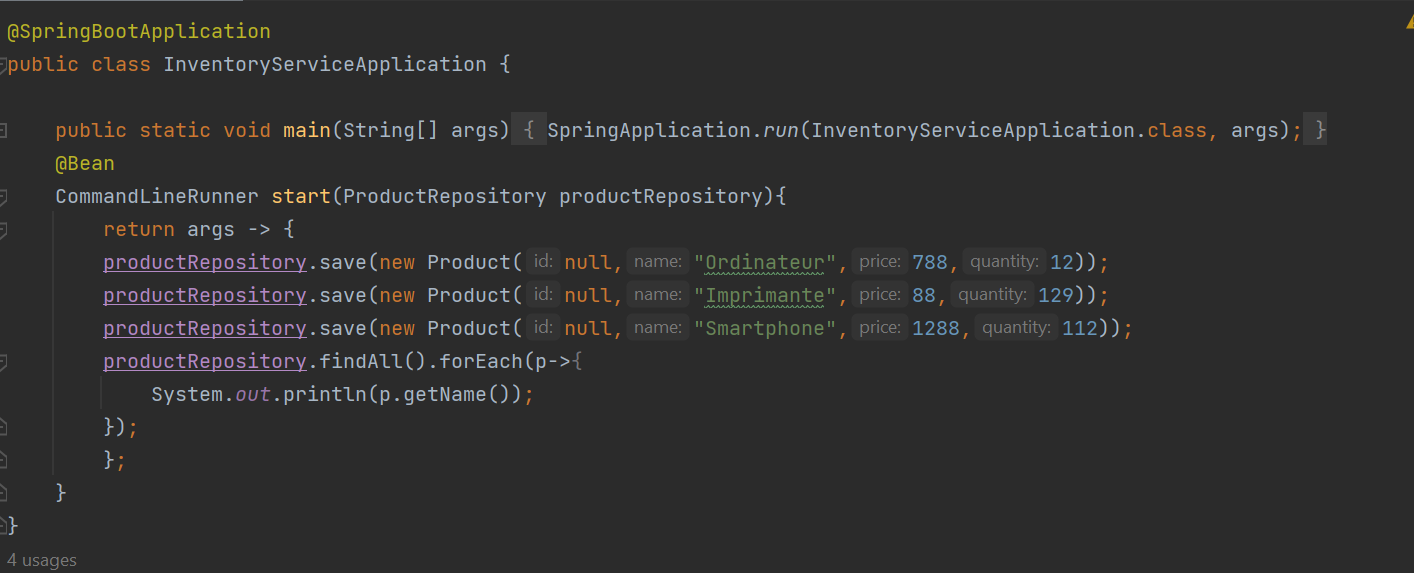 @SpringBootApplication
public class InventoryServiceApplication {
public static void main(String[] args) { SpringApplication.run(InventoryServiceApplication.class, args); }
@Bean
CommandLineRunner start(ProductRepository productRepository){
return args -> {
productRepository.save(new Product( id: null, name: "Ordinateur", price: 788, quantity: 12));
productRepository.save(new Product( id: null, name: "Imprimante", price: 88, quantity: 129));
productRepository.save(new Product( id: null, name: "Smartphone", price: 1288, quantity: 112));
productRepository.findAll().forEach(p->{
System.out.println(p.getName());
});
};
}
}
4 usages